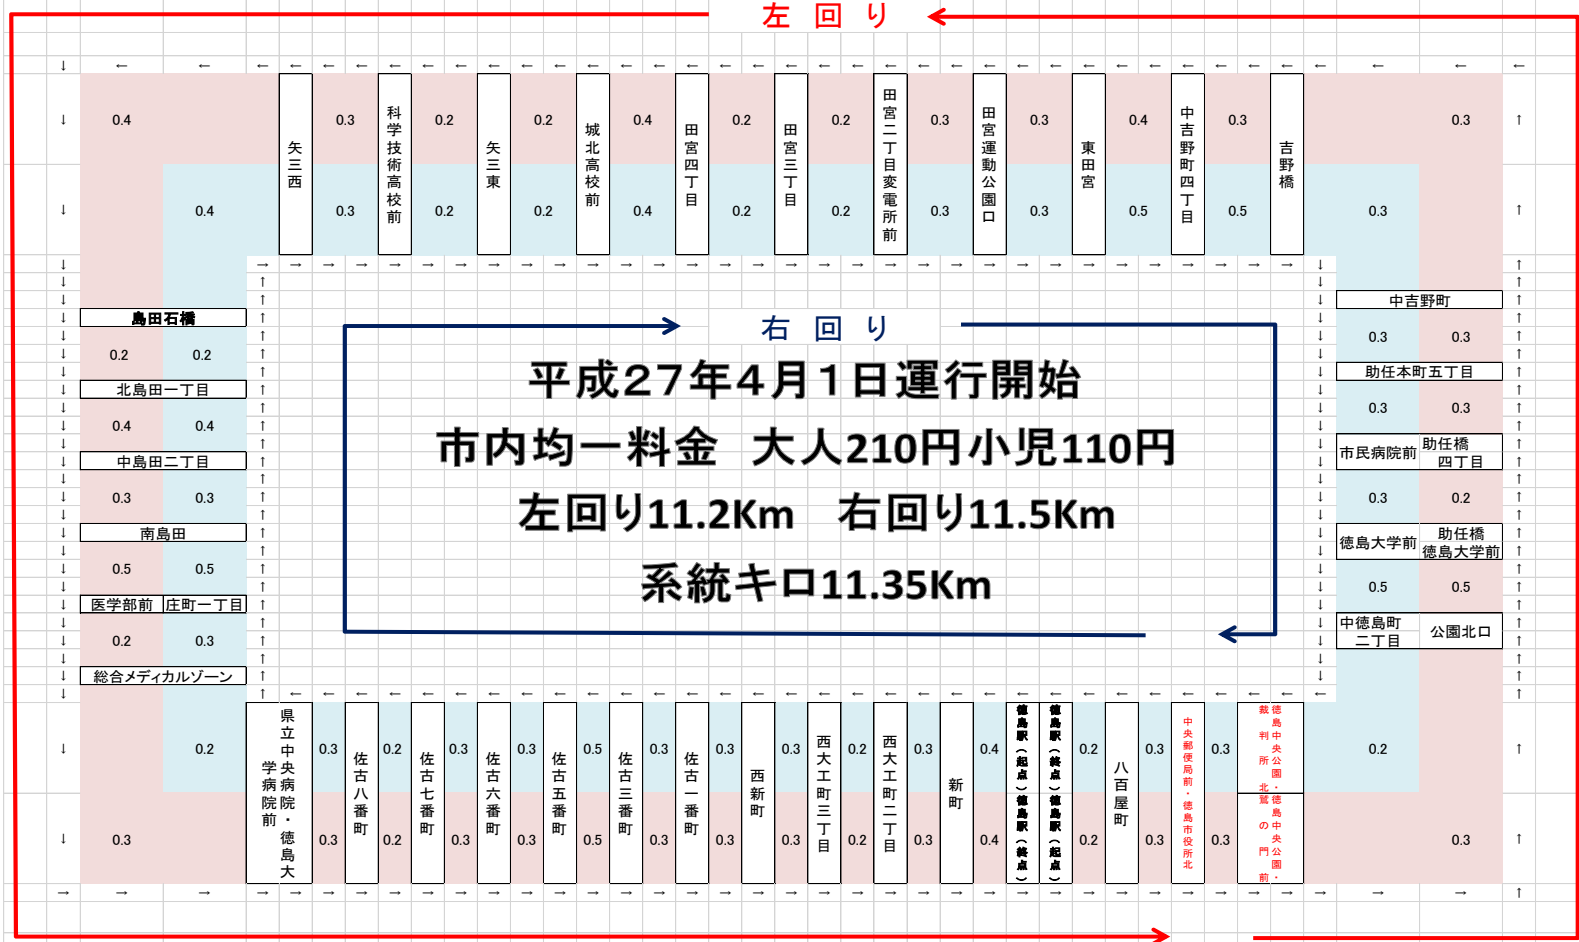 左 回 り
← ← ← ← ← ← ← ← ← ← ← ← ← ← ← ← ← ← ← ← ← ← ← ← ← ← ← ← ← ← ← ← ← ← ← ← ← ← ←
0.4
矢三西
0.3
科学技術高校前
0.2
矢三東
0.2
城北高校前
0.4
田宮四丁目
0.2
田宮三丁目
0.2
田宮二丁目変電所前
0.3
田宮運動公園口
0.3
東田宮
0.4
中吉野町四丁目
0.3
吉野橋
0.3
0.4
0.3
0.2
0.2
0.4
0.2
0.2
0.3
0.3
0.5
0.5
0.3
島田石橋
0.2 0.2
北島田一丁目
0.4 0.4
中島田二丁目
0.3 0.3
南島田
0.5 0.5
医学部前 庄町一丁目
0.2 0.3
総合メディカルゾーン
右 回 り
平成27年4月1日運行開始
市内均一料金 大人210円小児110円
左回り11.2Km 右回り11.5Km
系統キロ11.35Km
中吉野町
0.3 0.3
助任本町五丁目
0.3 0.3
市民病院前 助任橋
四丁目
0.3 0.2
徳島大学前 助任橋
徳島大学前
0.5 0.5
中徳島町
二丁目
公園北口
0.2
県立中央病院・徳島大
学病院前
0.3
佐古八番町
0.2
佐古七番町
0.3
佐古六番町
0.3
佐古五番町
0.5
佐古三番町
0.3
佐古一番町
0.3
西新町
0.3
西大工町三丁目
0.2
西大工町二丁目
0.3
新町
0.4
徳島駅(起点)
徳島駅(終点)
0.2
八百屋町
0.3
中央郵便局前・徳島市役所北
0.3
徳島中央公園・
裁判所北
0.2
0.3
0.3
0.2
0.3
0.3
0.5
0.3
0.3
0.3
0.2
0.3
0.4
徳島駅(終点)
徳島駅(起点)
0.2
0.3
0.3
徳島中央公園・
鷲の門前
0.3